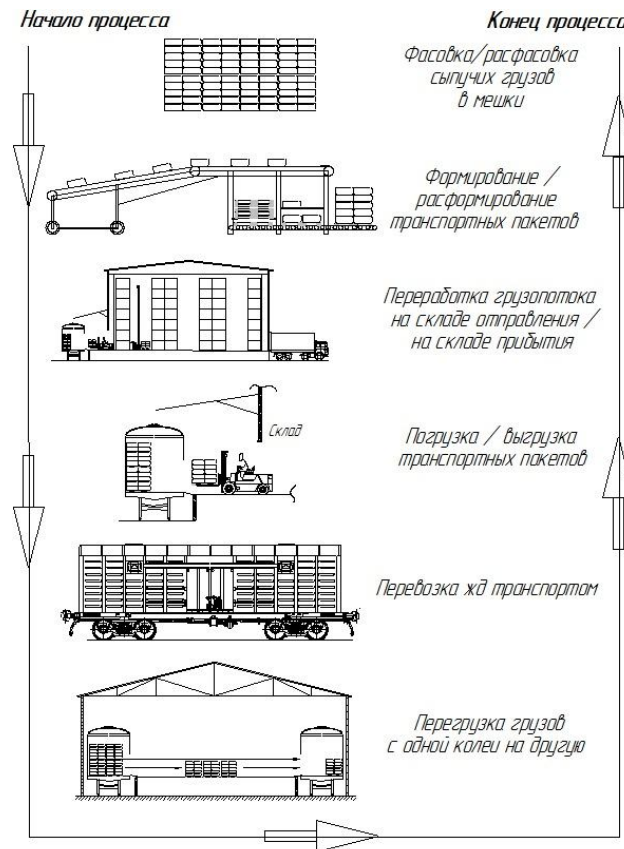 Начало процесса
Конец процесса
Фасовка/расфасовка
сыпучих грузов
в мешки
Формирование /
расформирование
транспортных пакетов
Переработка грузопотока
на складе отправления /
на складе прибытия
Склад
Погрузка / выгрузка
транспортных пакетов
Перевозка жд транспортом
Перегрузка грузов
с одной колеи на другую